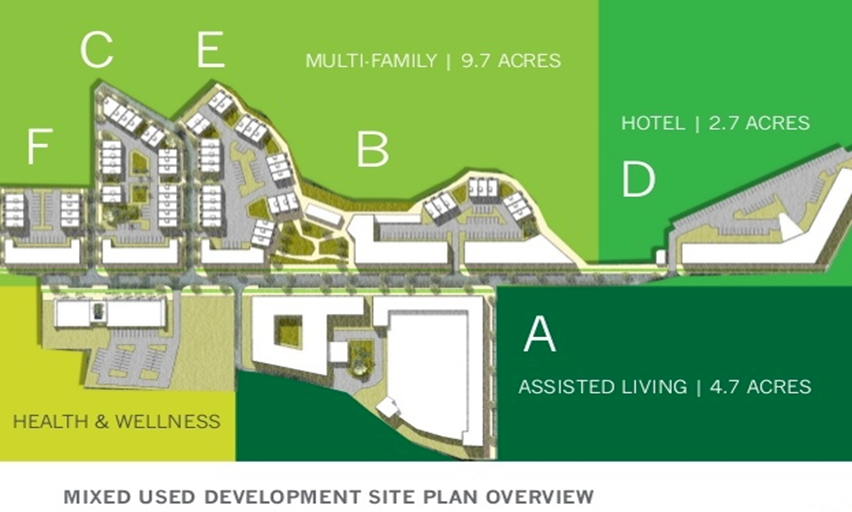 C
E
MULTI-FAMILY | 9.7 ACRES
HOTEL | 2.7 ACRES
F
B
D
A
ASSISTED LIVING | 4.7 ACRES
HEALTH & WELLNESS
MIXED USED DEVELOPMENT SITE PLAN OVERVIEW